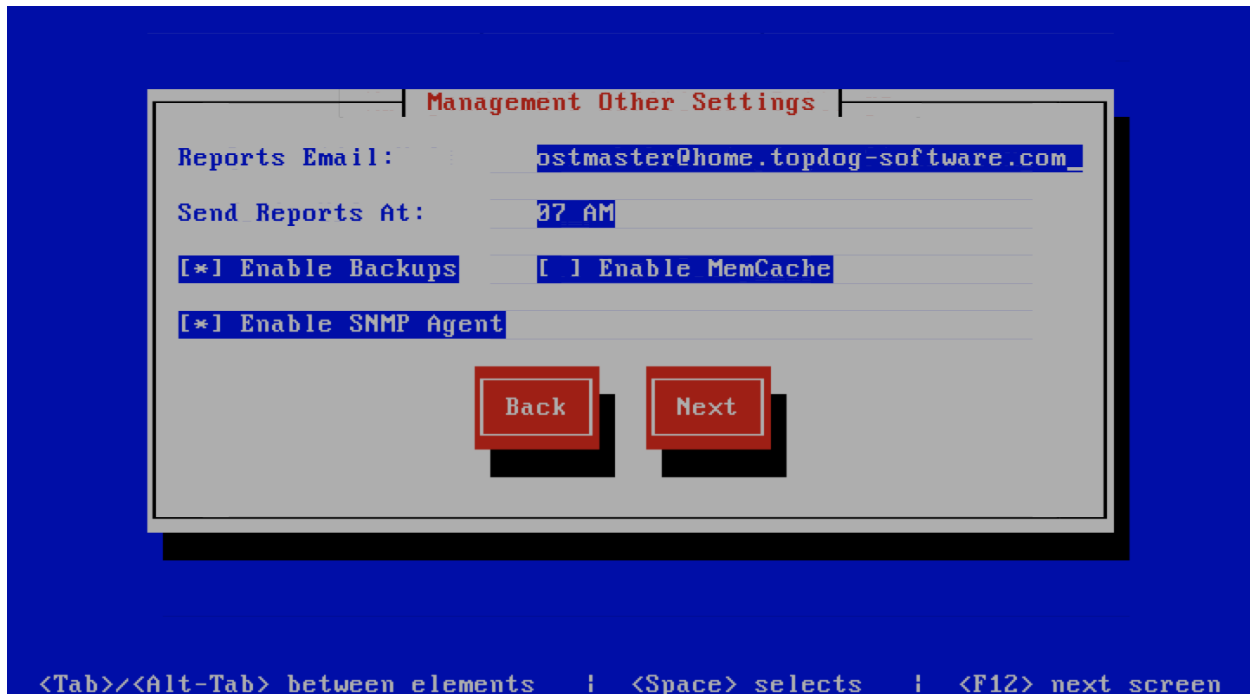 Management Other Settings
Reports Email: ostmaster@home.topdog-software.com_
Send Reports At: 07 AM
[*] Enable Backups [ ] Enable MemCache
[*] Enable SNMP Agent
Back Next
<Tab>/<Alt-Tab> between elements | <Space> selects | <F12> next screen